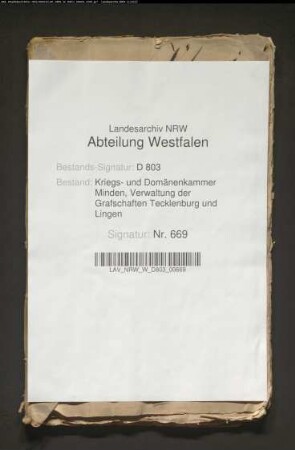 Landesarchiv NRW
Abteilung Westfalen
Bestands-Signatur: D 803
Bestand: Kriegs- und Domänenkammer
Minden, Verwaltung der
Grafschaften Tecklenburg und
Lingen
Signatur: Nr. 669
LAV_NRW_W_D803_00669